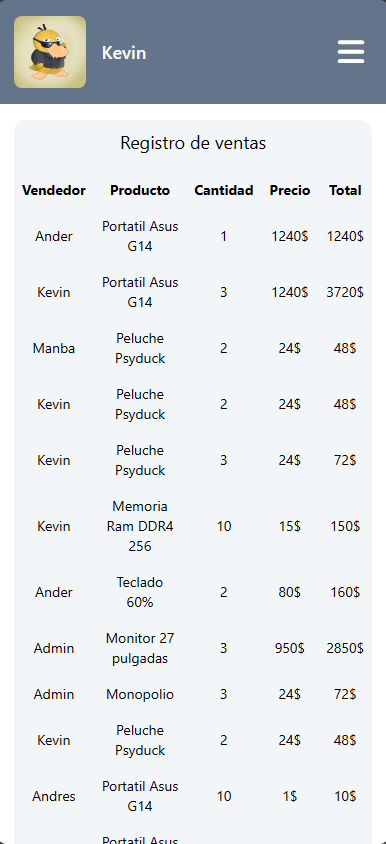 Kevin
Registro de ventas
Vendedor Producto Cantidad Precio Total
Ander Portatil Asus G14 1 1240$ 1240$
Kevin Portatil Asus G14 3 1240$ 3720$
Manba Peluche Psyduck 2 24$ 48$
Kevin Peluche Psyduck 2 24$ 48$
Kevin Peluche Psyduck 3 24$ 72$
Kevin Memoria Ram DDR4 256 10 15$ 150$
Ander Teclado 60% 2 80$ 160$
Admin Monitor 27 pulgadas 3 950$ 2850$
Admin Monopolio 3 24$ 72$
Kevin Peluche Psyduck 2 24$ 48$
Andres Portatil Asus G14 10 1$ 10$
Portatil Asus